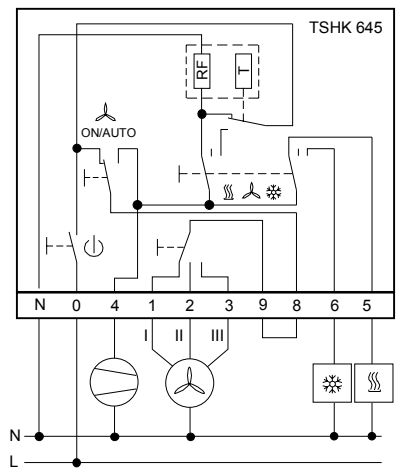 TSHK 645
RF
T
ON/AUTO
N 0 4 1 2 3 9 8 6 5
I II III
N
L